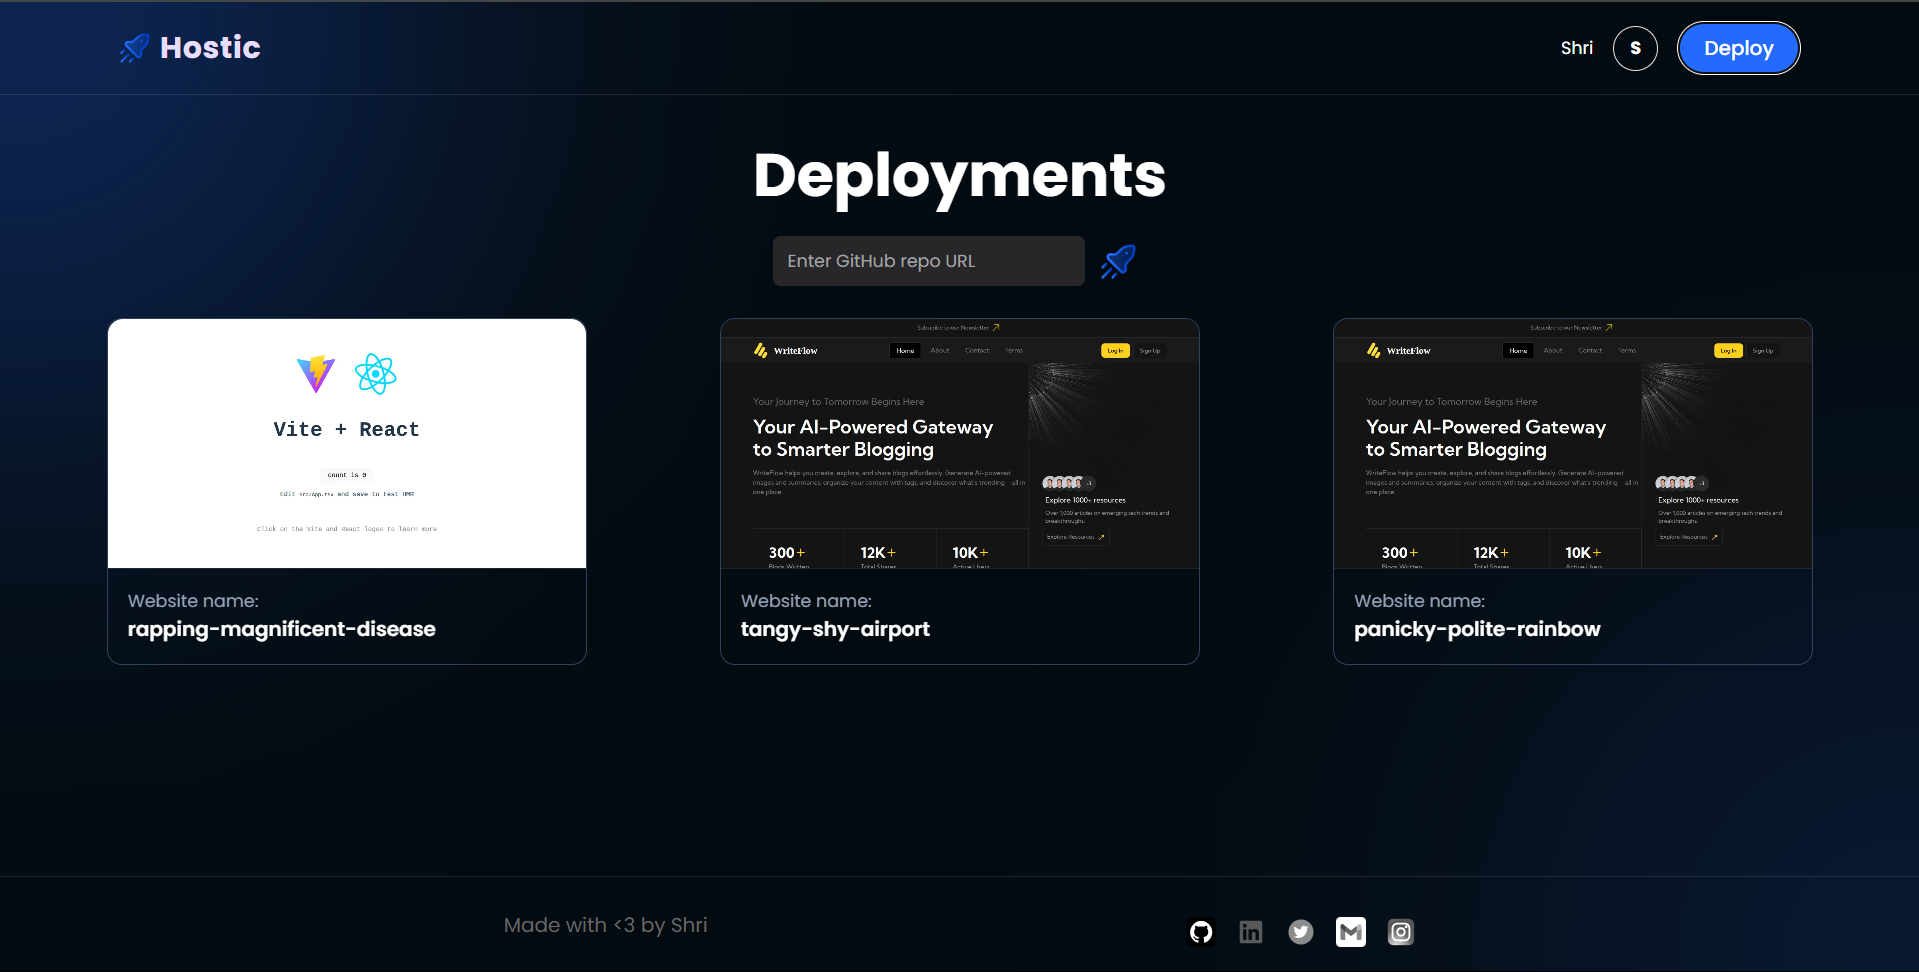 Hostic
Shri
S
Deploy
Deployments
Enter GitHub repo URL
Vite + React
count is 0
Edit src/App.tsx and save to test HMR
Click on the Vite and React logos to learn more
Website name:
rapping-magnificent-disease
Subscribe to our Newsletter
WriteFlow
Home
About
Contact
Terms
Log In
Sign Up
Your Journey to Tomorrow Begins Here
Your AI-Powered Gateway
to Smarter Blogging
WriteFlow helps you create, explore, and share blogs effortlessly. Generate AI-powered
images and summaries, organize your content with tags, and discover what's trending — all in
one place.
+3
Explore 1000+ resources
Over 1,000 articles on emerging tech trends and
breakthroughs.
Explore Resources
300+
Blogs Written
12K+
Total Shares
10K+
Active Users
Website name:
tangy-shy-airport
Subscribe to our Newsletter
WriteFlow
Home
About
Contact
Terms
Log In
Sign Up
Your Journey to Tomorrow Begins Here
Your AI-Powered Gateway
to Smarter Blogging
WriteFlow helps you create, explore, and share blogs effortlessly. Generate AI-powered
images and summaries, organize your content with tags, and discover what's trending — all in
one place.
+3
Explore 1000+ resources
Over 1,000 articles on emerging tech trends and
breakthroughs.
Explore Resources
300+
Blogs Written
12K+
Total Shares
10K+
Active Users
Website name:
panicky-polite-rainbow
Made with <3 by Shri